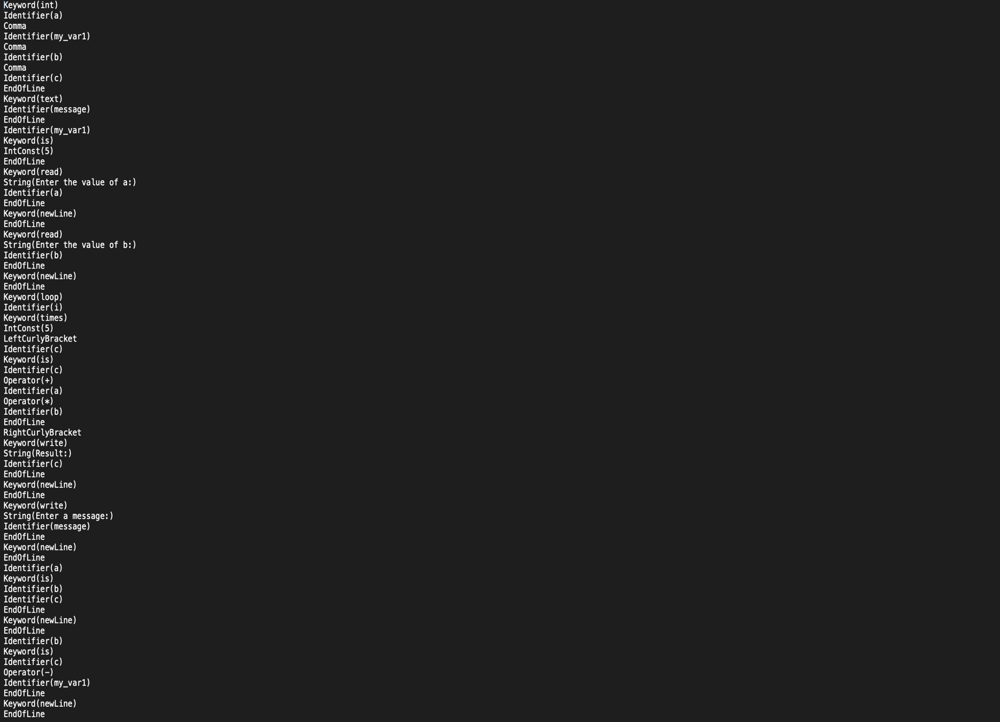 Keyword(int)
Identifier(a)
Comma
Identifier(my_var1)
Comma
Identifier(b)
Comma
Identifier(c)
EndOfLine
Keyword(text)
Identifier(message)
EndOfLine
Identifier(my_var1)
Keyword(is)
IntConst(5)
EndOfLine
Keyword(read)
String(Enter the value of a:)
Identifier(a)
EndOfLine
Keyword(newLine)
EndOfLine
Keyword(read)
String(Enter the value of b:)
Identifier(b)
EndOfLine
Keyword(newLine)
EndOfLine
Keyword(loop)
Identifier(i)
Keyword(times)
IntConst(5)
LeftCurlyBracket
Identifier(c)
Keyword(is)
Identifier(c)
Operator(+)
Identifier(a)
Operator(*)
Identifier(b)
EndOfLine
RightCurlyBracket
Keyword(write)
String(Result:)
Identifier(c)
EndOfLine
Keyword(newLine)
EndOfLine
Keyword(write)
String(Enter a message:)
Identifier(message)
EndOfLine
Keyword(newLine)
EndOfLine
Identifier(a)
Keyword(is)
Identifier(b)
Identifier(c)
EndOfLine
Keyword(newLine)
EndOfLine
Identifier(b)
Keyword(is)
Identifier(c)
Operator(-)
Identifier(my_var1)
EndOfLine
Keyword(newLine)
EndOfLine